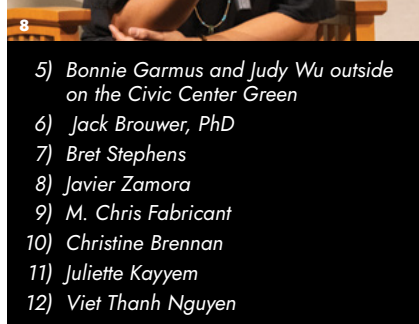 8
5) Bonnie Garmus and Judy Wu outside
on the Civic Center Green
6) Jack Brouwer, PhD
7) Bret Stephens
8) Javier Zamora
9) M. Chris Fabricant
10) Christine Brennan
11) Juliette Kayyem
12) Viet Thanh Nguyen